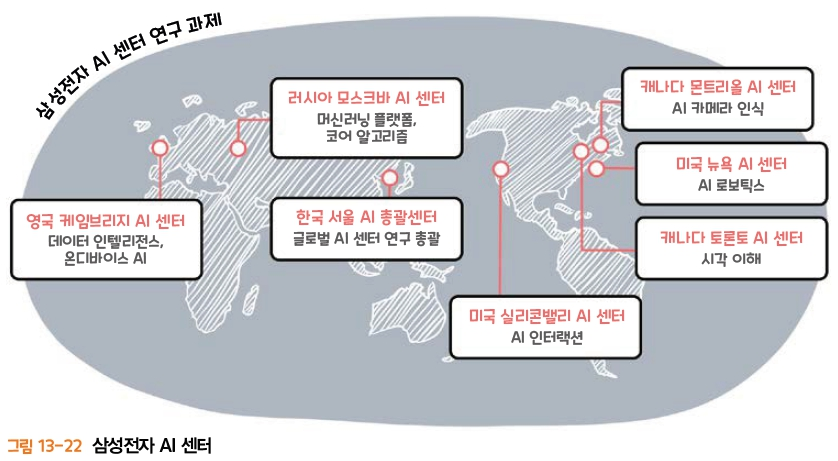 삼성전자 AI 센터 연구 과제
러시아 모스크바 AI 센터
머신러닝 플랫폼,
코어 알고리즘
캐나다 몬트리올 AI 센터
AI 카메라 인식
미국 뉴욕 AI 센터
AI 로보틱스
영국 케임브리지 AI 센터
데이터 인텔리전스,
온디바이스 AI
한국 서울 AI 총괄센터
글로벌 AI 센터 연구 총괄
캐나다 토론토 AI 센터
시각 이해
미국 실리콘밸리 AI 센터
AI 인터랙션
그림 13-22 삼성전자 AI 센터